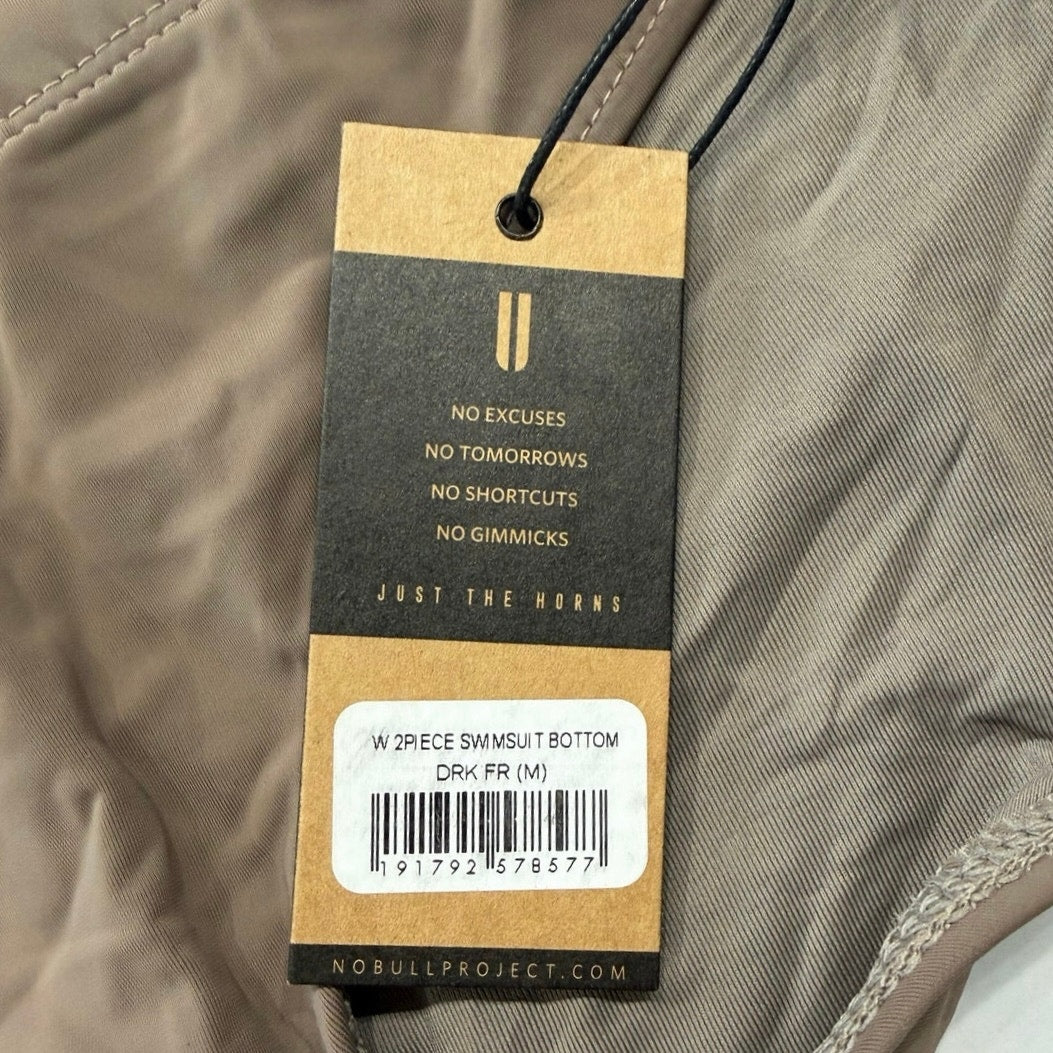 NO EXCUSES
NO TOMORROWS
NO SHORTCUTS
NO GIMMICKS
JUST THE HORNS
W 2PIECE SWIMSUIT BOTTOM
DRK FR (M)
191792 578577
NOBULLPROJECT.COM